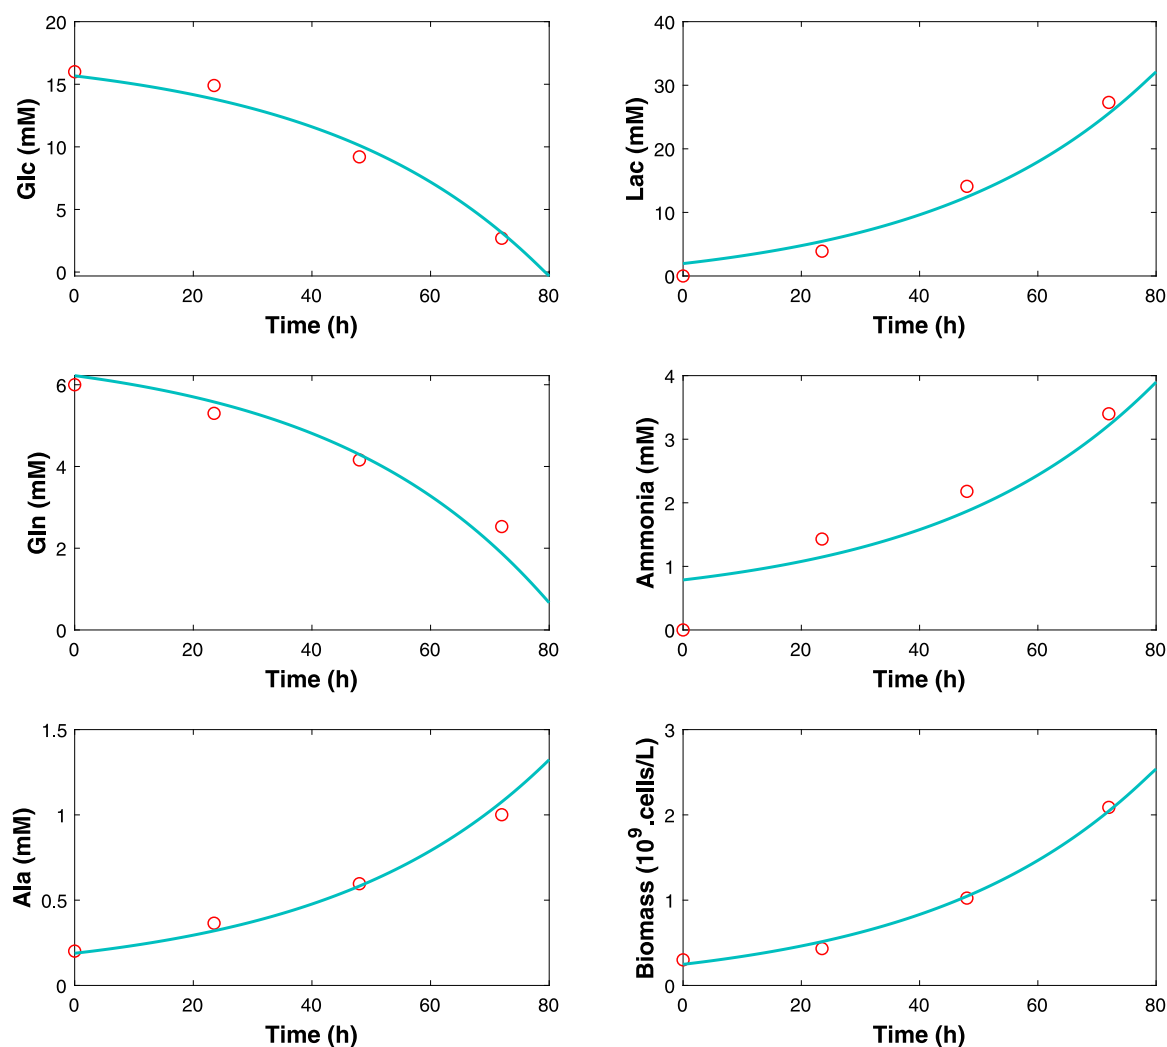 20
15
10
5
0
Glc (mM)
0 20 40 60 80
Time (h)
40
30
20
10
0
Lac (mM)
0 20 40 60 80
Time (h)
6
4
2
0
Gln (mM)
0 20 40 60 80
Time (h)
4
3
2
1
0
Ammonia (mM)
0 20 40 60 80
Time (h)
1.5
1
0.5
0
Ala (mM)
0 20 40 60 80
Time (h)
3
2
1
0
Biomass (10⁹.cells/L)
0 20 40 60 80
Time (h)